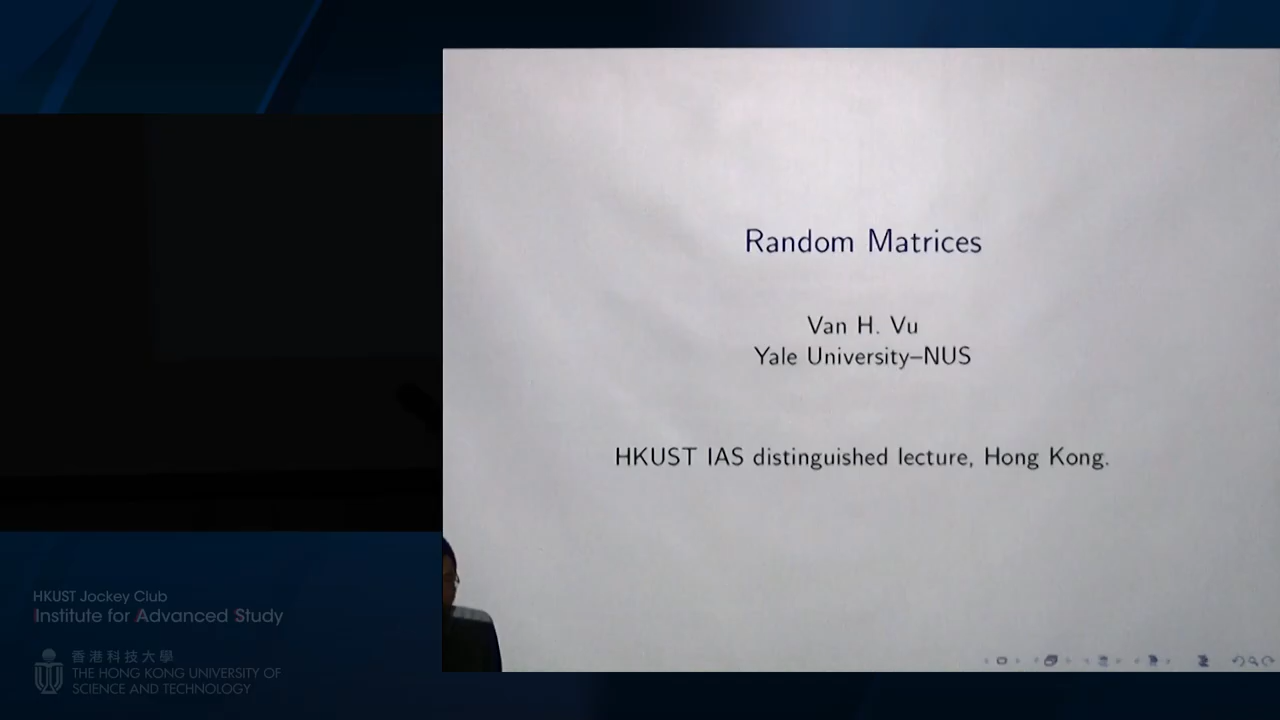 Random Matrices
Van H. Vu
Yale University–NUS
HKUST IAS distinguished lecture, Hong Kong.
HKUST Jockey Club
Institute for Advanced Study
香港科技大學
THE HONG KONG UNIVERSITY OF
SCIENCE AND TECHNOLOGY